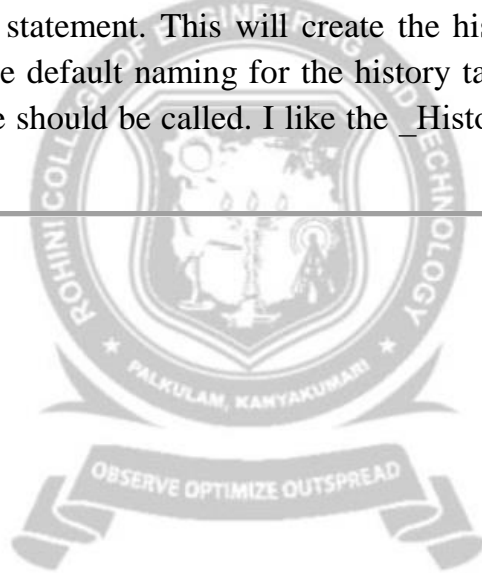 statement. This will create the his
e default naming for the history ta
e should be called. I like the _Histo
ROHINI COLLEGE OF ENGINEERING AND TECHNOLOGY
PALKULAM, KANYAKUMARI
OBSERVE OPTIMIZE OUTSPREAD